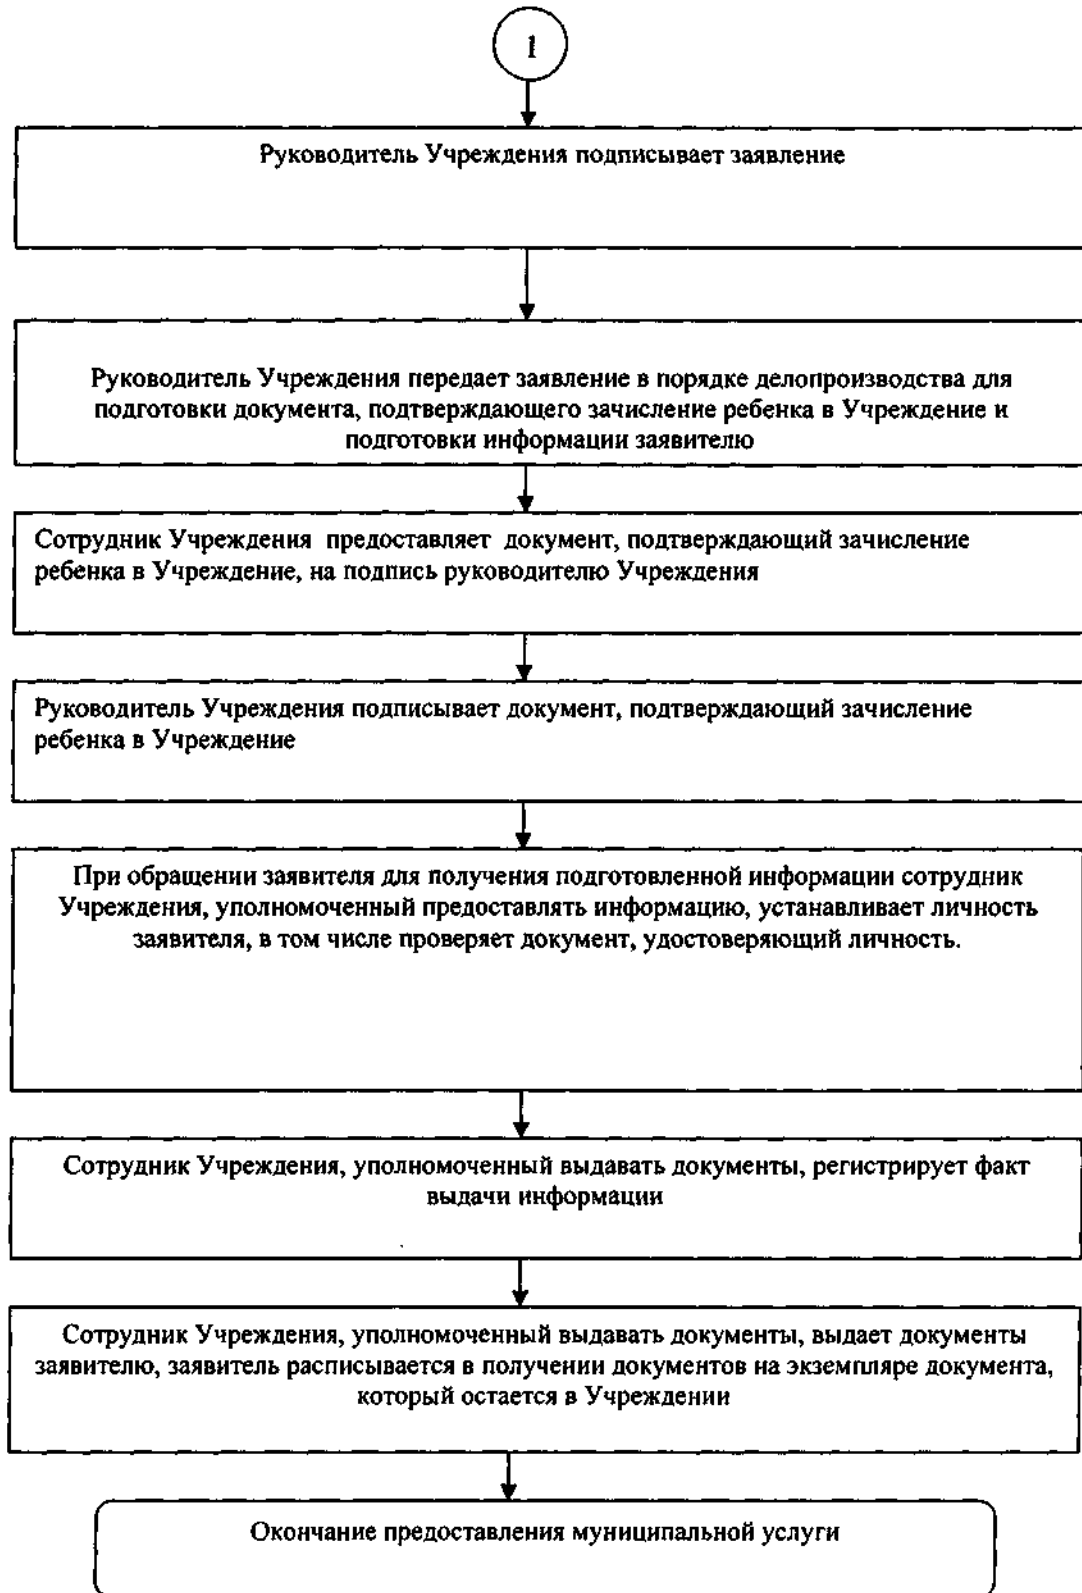 1
Руководитель Учреждения подписывает заявление
Руководитель Учреждения передает заявление в порядке делопроизводства для
подготовки документа, подтверждающего зачисление ребенка в Учреждение и
подготовки информации заявителю
Сотрудник Учреждения предоставляет документ, подтверждающий зачисление
ребенка в Учреждение, на подпись руководителю Учреждения
Руководитель Учреждения подписывает документ, подтверждающий зачисление
ребенка в Учреждение
При обращении заявителя для получения подготовленной информации сотрудник
Учреждения, уполномоченный предоставлять информацию, устанавливает личность
заявителя, в том числе проверяет документ, удостоверяющий личность.
Сотрудник Учреждения, уполномоченный выдавать документы, регистрирует факт
выдачи информации
Сотрудник Учреждения, уполномоченный выдавать документы, выдает документы
заявителю, заявитель расписывается в получении документов на экземпляре документа,
который остается в Учреждении
Окончание предоставления муниципальной услуги